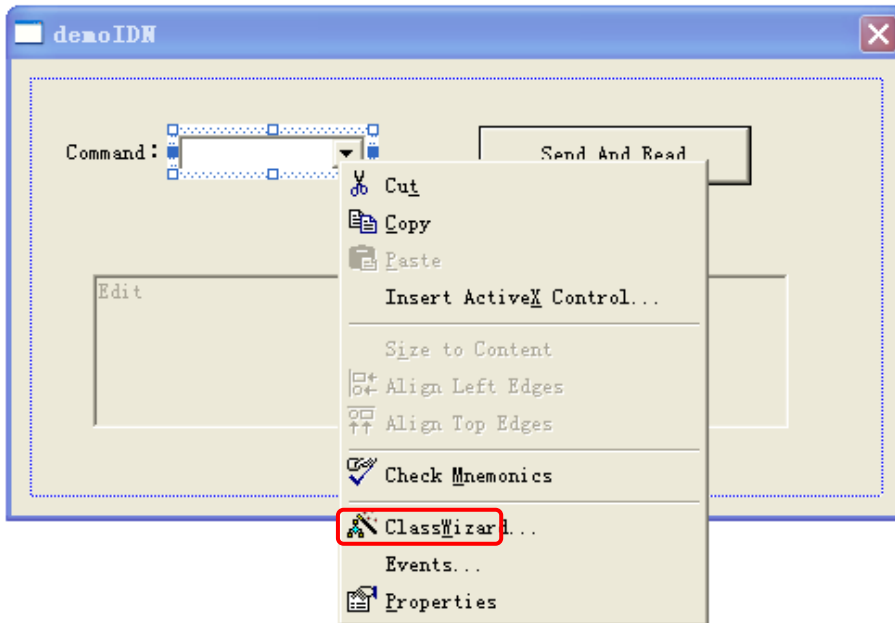 demoIDN
Command:
Send And Read
Edit
Cut
Copy
Paste
Insert ActiveX Control...
Size to Content
Align Left Edges
Align Top Edges
Check Mnemonics
ClassWizard...
Events...
Properties